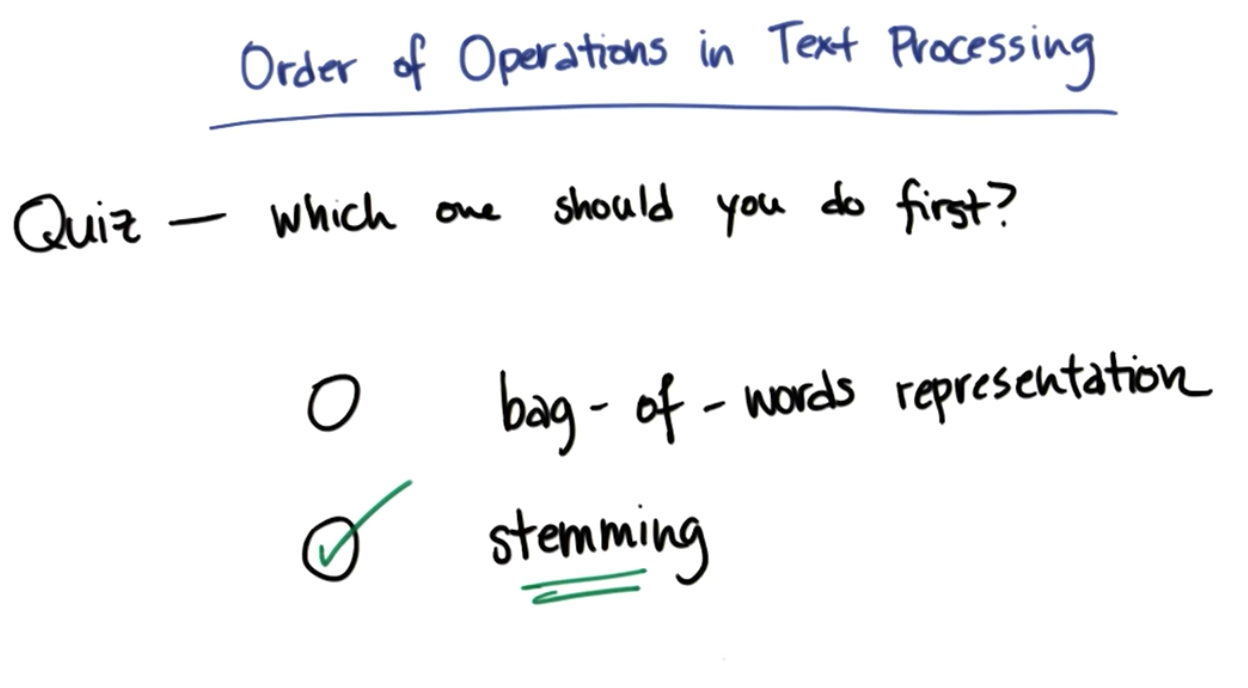 Order of Operations in Text Processing
Quiz — which one should you do first?
bag-of-words representation
stemming